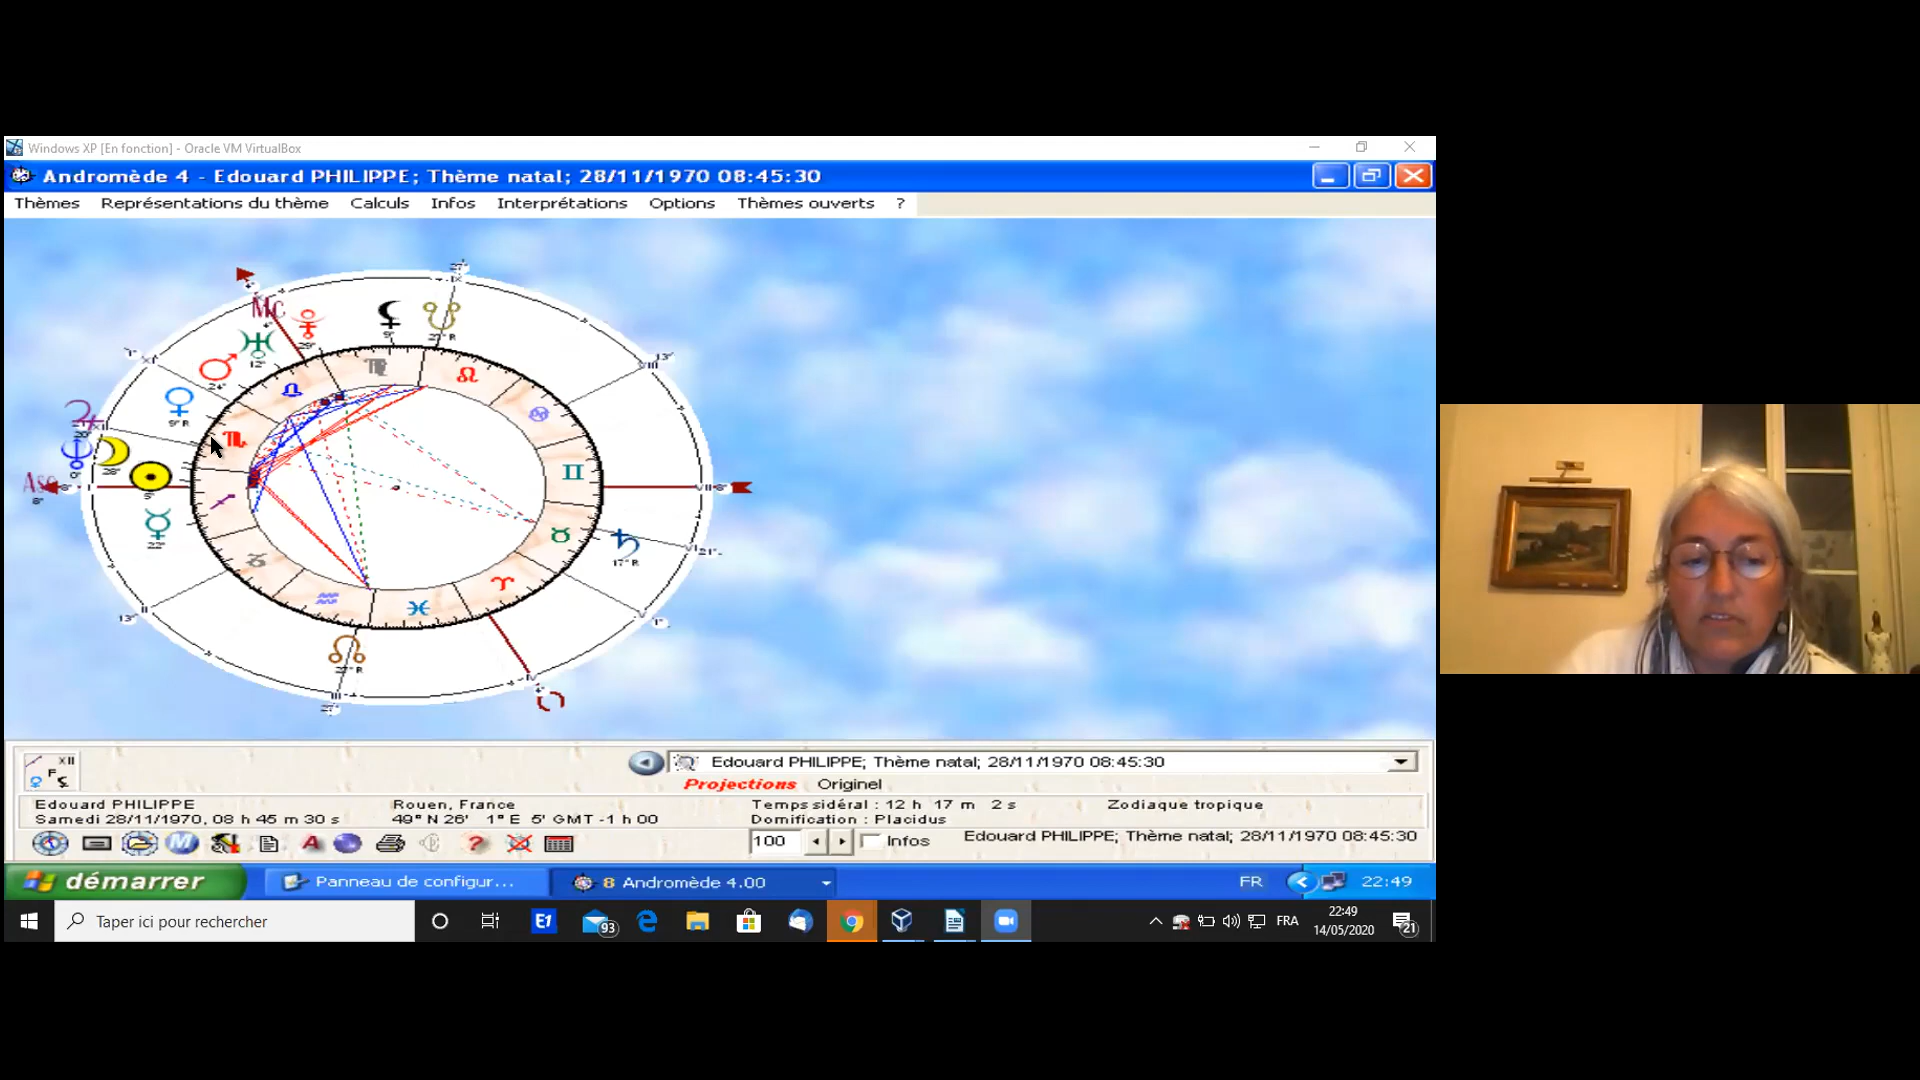 Windows XP [En fonction] - Oracle VM VirtualBox
Andromède 4 - Edouard PHILIPPE; Thème natal; 28/11/1970 08:45:30
Thèmes Représentations du thème Calculs Infos Interprétations Options Thèmes ouverts ?
Mc
Asc
XII
F
Edouard PHILIPPE; Thème natal; 28/11/1970 08:45:30
Projections Originel
Edouard PHILIPPE Rouen, France Temps sidéral : 12 h 17 m 2 s Zodiaque tropique
Samedi 28/11/1970, 08 h 45 m 30 s 49° N 26' 1° E 5' GMT -1 h 00 Domification : Placidus
100 Infos Edouard PHILIPPE; Thème natal; 28/11/1970 08:45:30
démarrer Panneau de configur... 8 Andromède 4.00 FR 22:49
Taper ici pour rechercher E1 93 FRA 22:49
14/05/2020 21